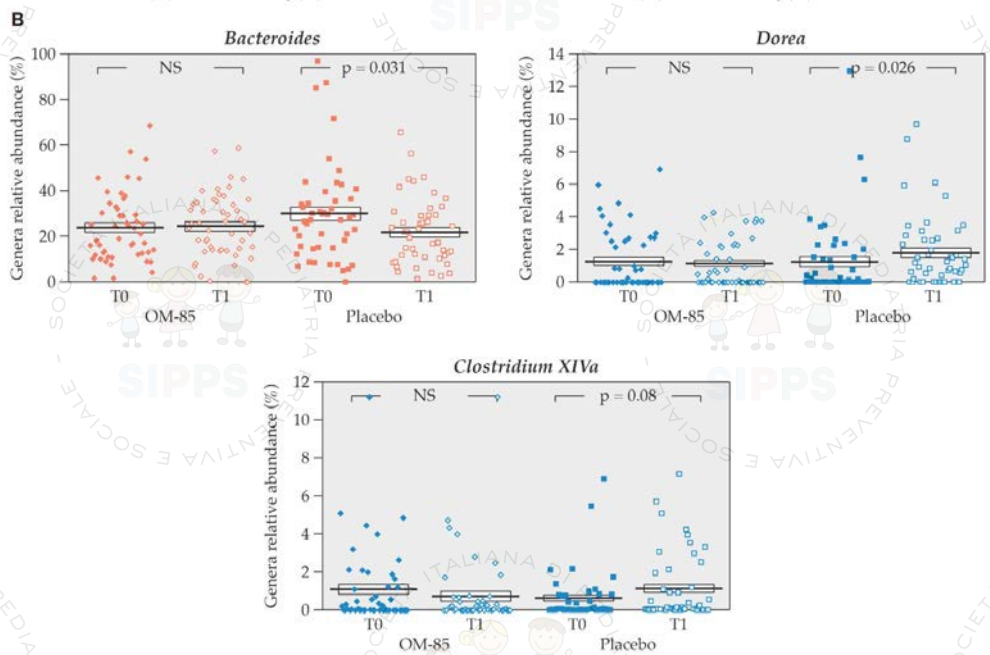 B
Bacteroides
Genera relative abundance (%)
100
80
60
40
20
0
NS
p = 0.031
T0
T1
T0
T1
OM-85
Placebo
Dorea
Genera relative abundance (%)
14
12
10
8
6
4
2
0
NS
p = 0.026
T0
T1
T0
T1
OM-85
Placebo
Clostridium XIVa
Genera relative abundance (%)
12
10
8
6
4
2
0
NS
p = 0.08
T0
T1
T0
T1
OM-85
Placebo
SIPPS
SIPPS
SIPPS